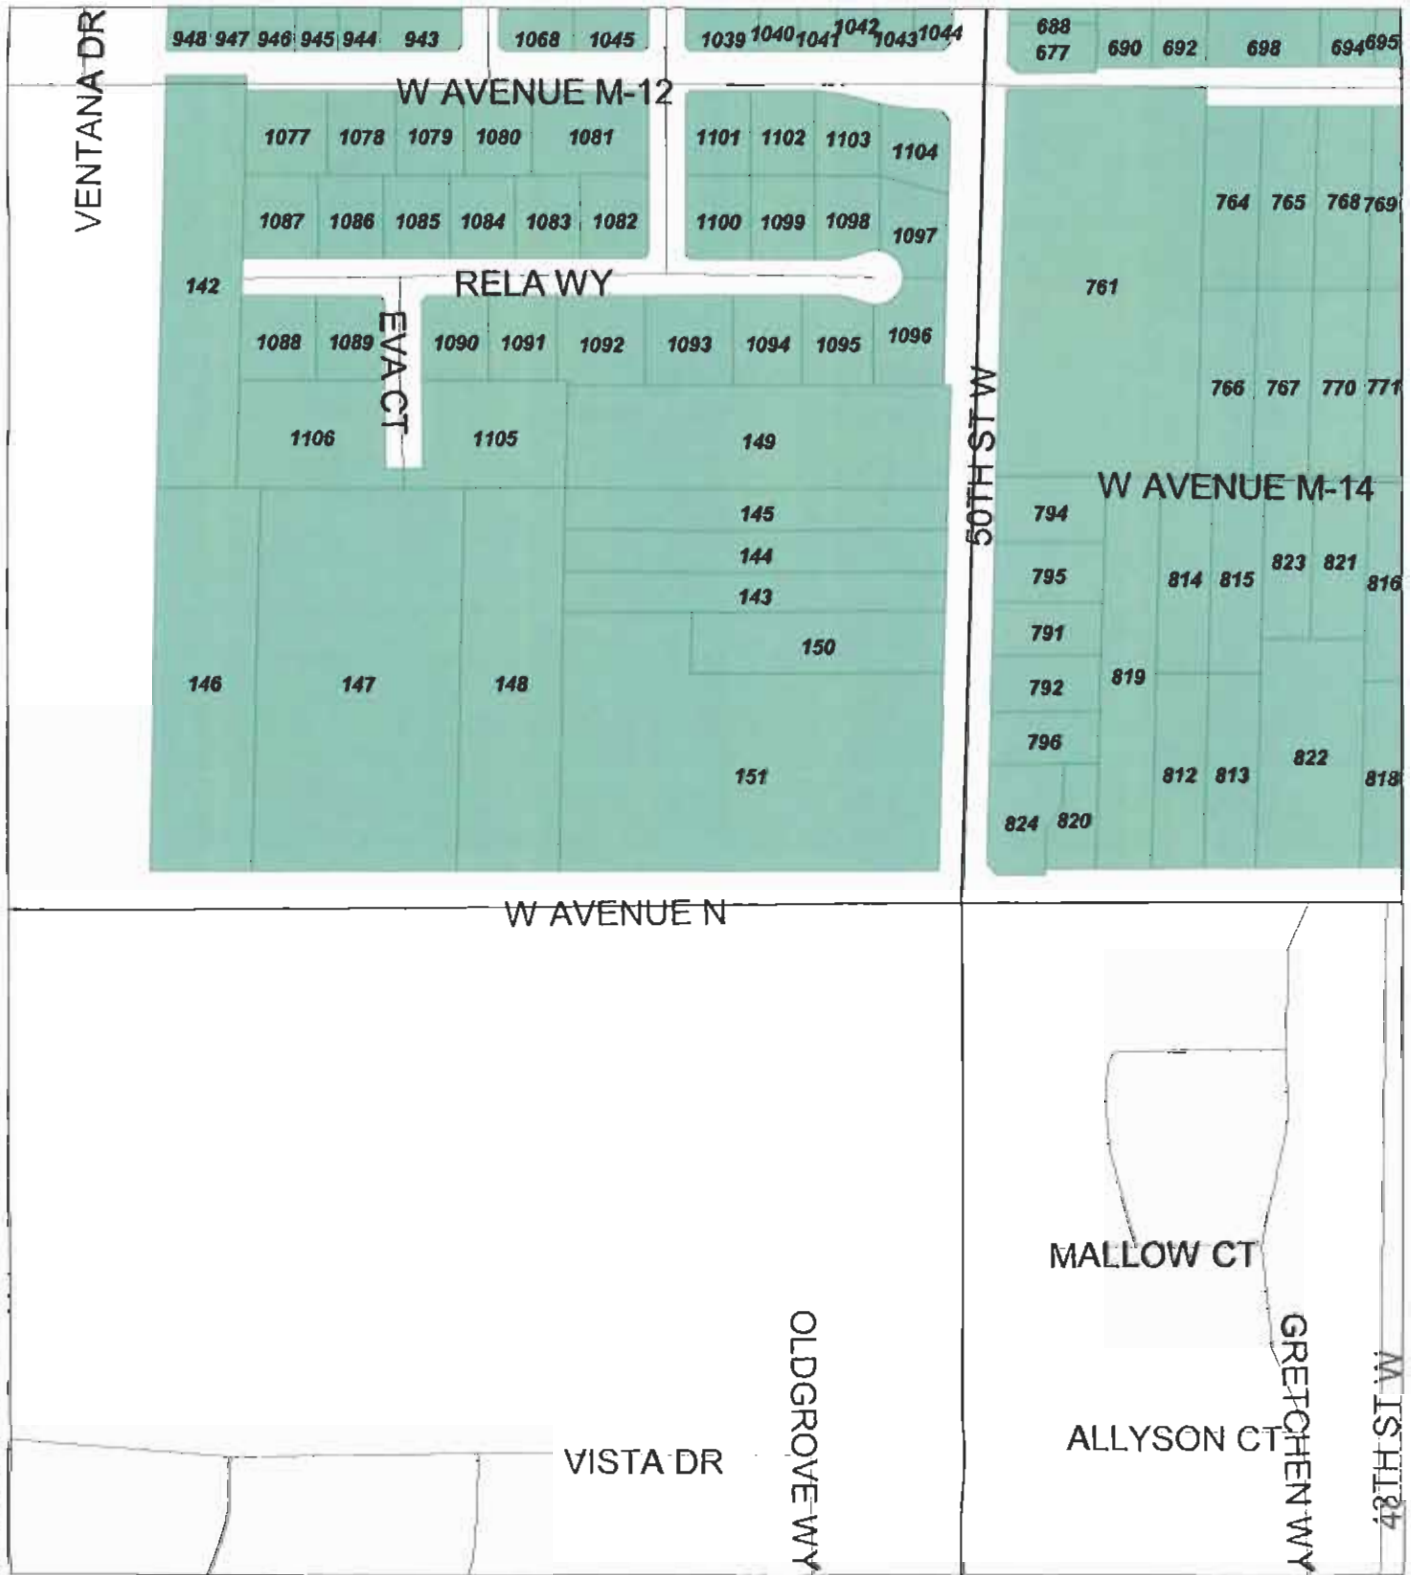 VENTANA DR
948 947 946 945 944 943 1068 1045 1039 1040 1041 1042 1043 1044 688 677 690 692 698 694 695
W AVENUE M-12
1077 1078 1079 1080 1081 1101 1102 1103 1104
1087 1086 1085 1084 1083 1082 1100 1099 1098 1097 764 765 768 769
142 RELA WY 761
1088 1089 EVA CT 1090 1091 1092 1093 1094 1095 1096
766 767 770 771
1106 1105 149 50TH ST W
W AVENUE M-14
145 794
144 795 814 815 823 821 816
143
150 791
146 147 148 792 819
796
151 812 813 822 818
824 820
W AVENUE N
MALLOW CT
OLDGROVE WY
GRETCHEN WY
ALLYSON CT
VISTA DR